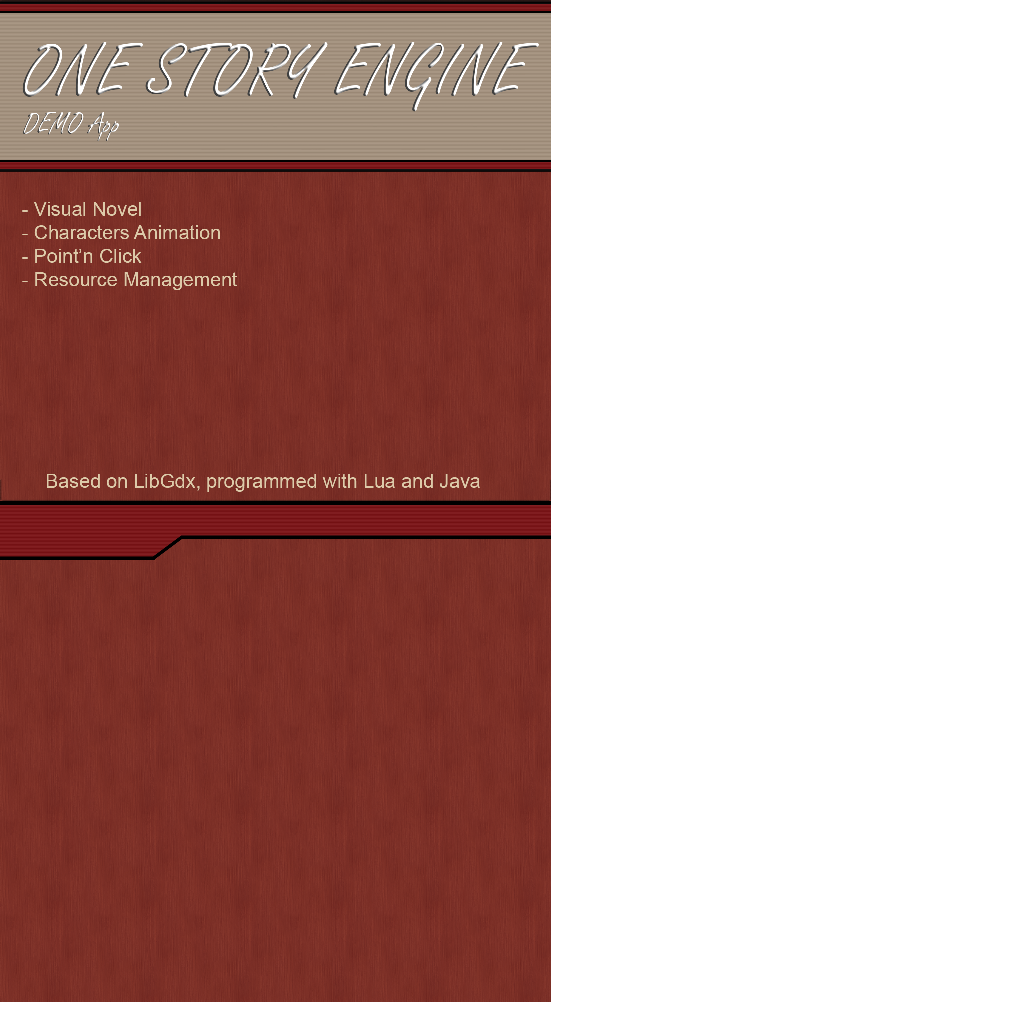 ONE STORY ENGINE
DEMO App
- Visual Novel
- Characters Animation
- Point’n Click
- Resource Management
Based on LibGdx, programmed with Lua and Java